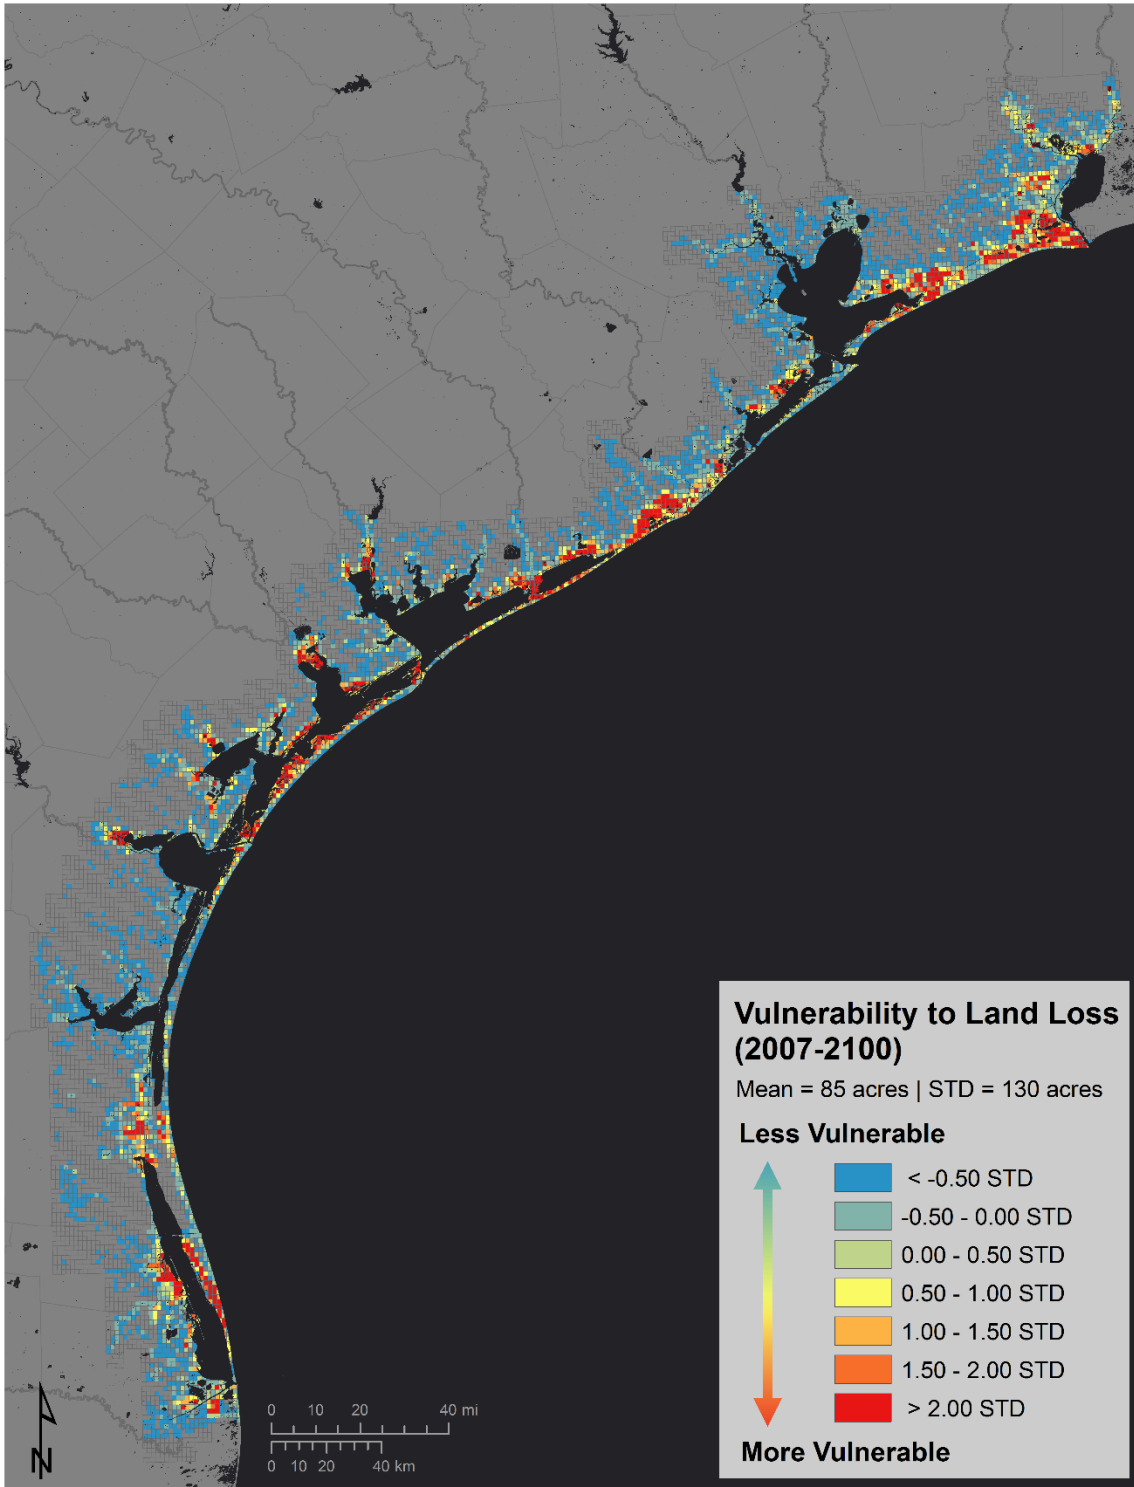 Vulnerability to Land Loss
(2007-2100)
Mean = 85 acres | STD = 130 acres
Less Vulnerable
< -0.50 STD
-0.50 - 0.00 STD
0.00 - 0.50 STD
0.50 - 1.00 STD
1.00 - 1.50 STD
1.50 - 2.00 STD
> 2.00 STD
More Vulnerable
0 10 20 40 mi
0 10 20 40 km
N